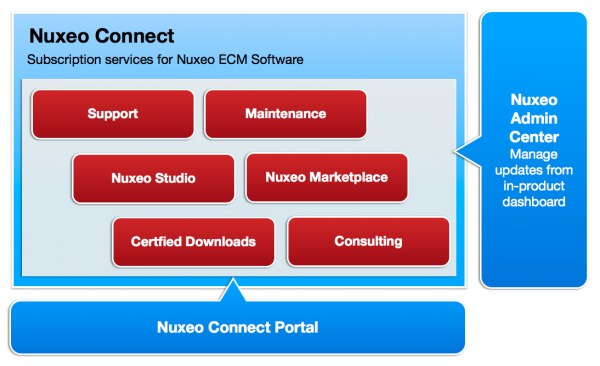 Nuxeo Connect
Subscription services for Nuxeo ECM Software
Support
Maintenance
Nuxeo Studio
Nuxeo Marketplace
Certfied Downloads
Consulting
Nuxeo
Admin
Center
Manage
updates from
in-product
dashboard
Nuxeo Connect Portal